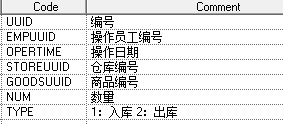 Code Comment
UUID 编号
EMPUUID 操作员工编号
OPERTIME 操作日期
STOREUUID 仓库编号
GOODSUUID 商品编号
NUM 数量
TYPE 1：入库 2：出库